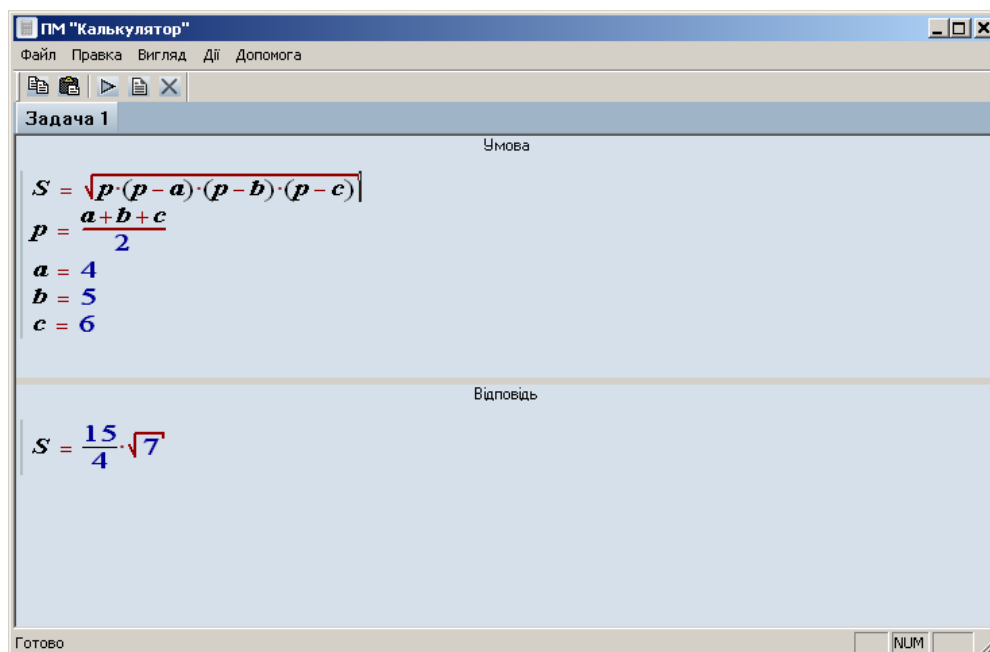 ПМ "Калькулятор"
Файл Правка Вигляд Дії Допомога
Задача 1
Умова
S = √p·(p−a)·(p−b)·(p−c)
p = a+b+c
2
a = 4
b = 5
c = 6
Відповідь
S = 15/4·√7
Готово NUM